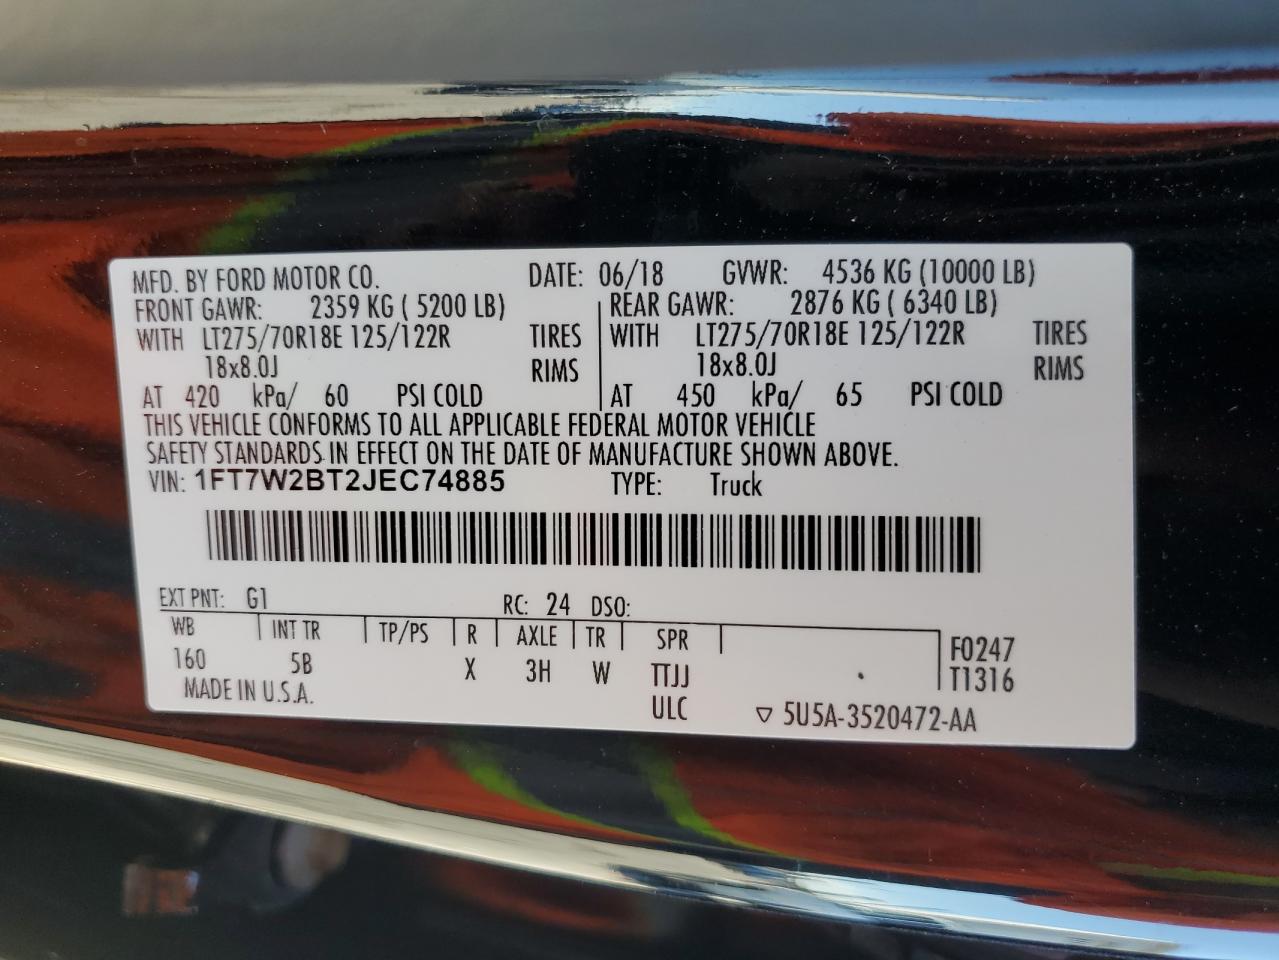 MFD. BY FORD MOTOR CO. DATE: 06/18 GVWR: 4536 KG (10000 LB)
FRONT GAWR: 2359 KG ( 5200 LB) REAR GAWR: 2876 KG ( 6340 LB)
WITH LT275/70R18E 125/122R TIRES WITH LT275/70R18E 125/122R TIRES
18x8.0J RIMS 18x8.0J RIMS
AT 420 kPa/ 60 PSI COLD AT 450 kPa/ 65 PSI COLD
THIS VEHICLE CONFORMS TO ALL APPLICABLE FEDERAL MOTOR VEHICLE
SAFETY STANDARDS IN EFFECT ON THE DATE OF MANUFACTURE SHOWN ABOVE.
VIN: 1FT7W2BT2JEC74885 TYPE: Truck
EXT PNT: G1 RC: 24 DSO:
WB INT TR TP/PS R AXLE TR SPR F0247
160 5B X 3H W TTJJ T1316
MADE IN U.S.A. ULC ▽ 5U5A-3520472-AA